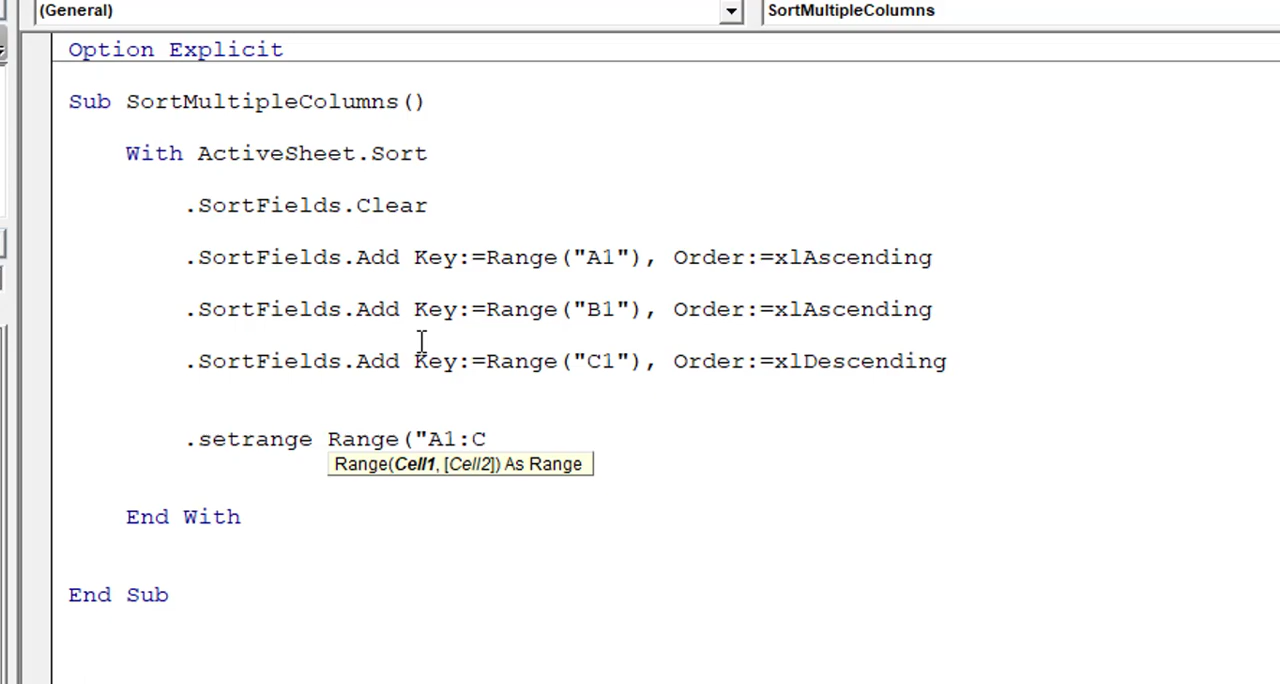 (General)
SortMultipleColumns
Option Explicit
Sub SortMultipleColumns()
With ActiveSheet.Sort
.SortFields.Clear
.SortFields.Add Key:=Range("A1"), Order:=xlAscending
.SortFields.Add Key:=Range("B1"), Order:=xlAscending
.SortFields.Add Key:=Range("C1"), Order:=xlDescending
.setrange Range("A1:C
Range(Cell1, [Cell2]) As Range
End With
End Sub